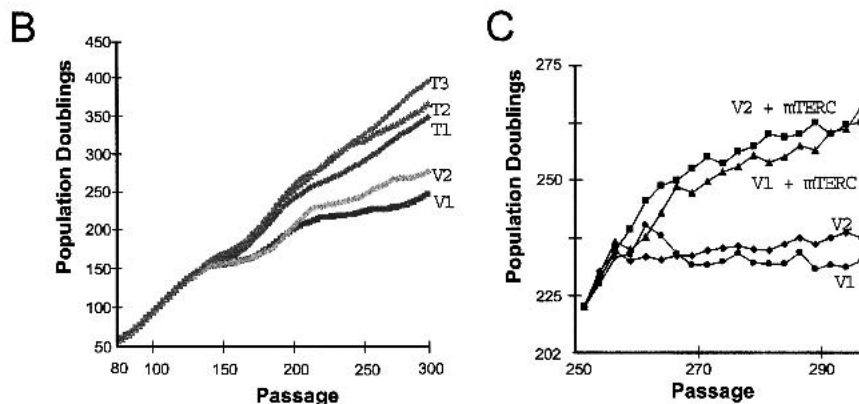 B
Population Doublings
450
400
350
300
250
200
150
100
50
80 100 150 200 250 300
Passage
T3
T2
T1
V2
V1
C
Population Doublings
275
250
225
202
250 270 290
Passage
V2 + mTERC
V1 + mTERC
V2
V1